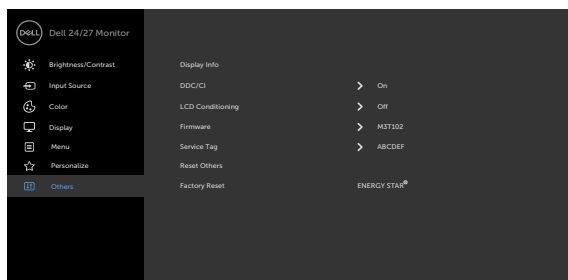 DELL Dell 24/27 Monitor
Brightness/Contrast Display Info
Input Source DDC/CI On
Color LCD Conditioning Off
Display Firmware M3T102
Menu Service Tag ABCDEF
Personalize Reset Others
Others Factory Reset ENERGY STAR®